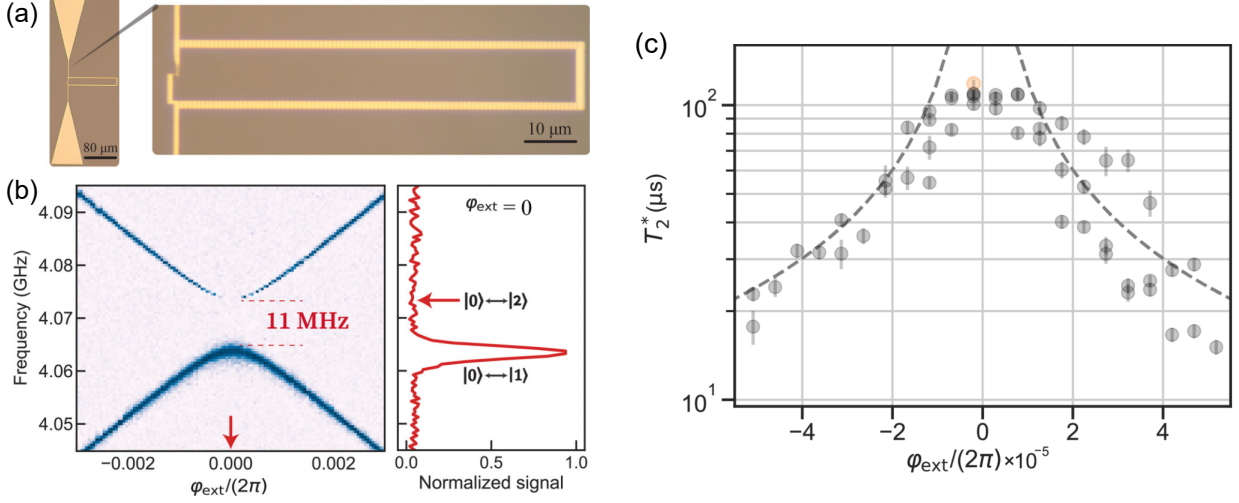 (a)
80 μm
10 μm
(b)
Frequency (GHz)
4.09
4.08
4.07
4.06
4.05
11 MHz
−0.002
0.000
0.002
φext/(2π)
φext = 0
|0⟩⟷|2⟩
|0⟩⟷|1⟩
0.0
0.5
1.0
Normalized signal
(c)
T2* (μs)
10²
10¹
−4
−2
0
2
4
φext/(2π)×10⁻⁵